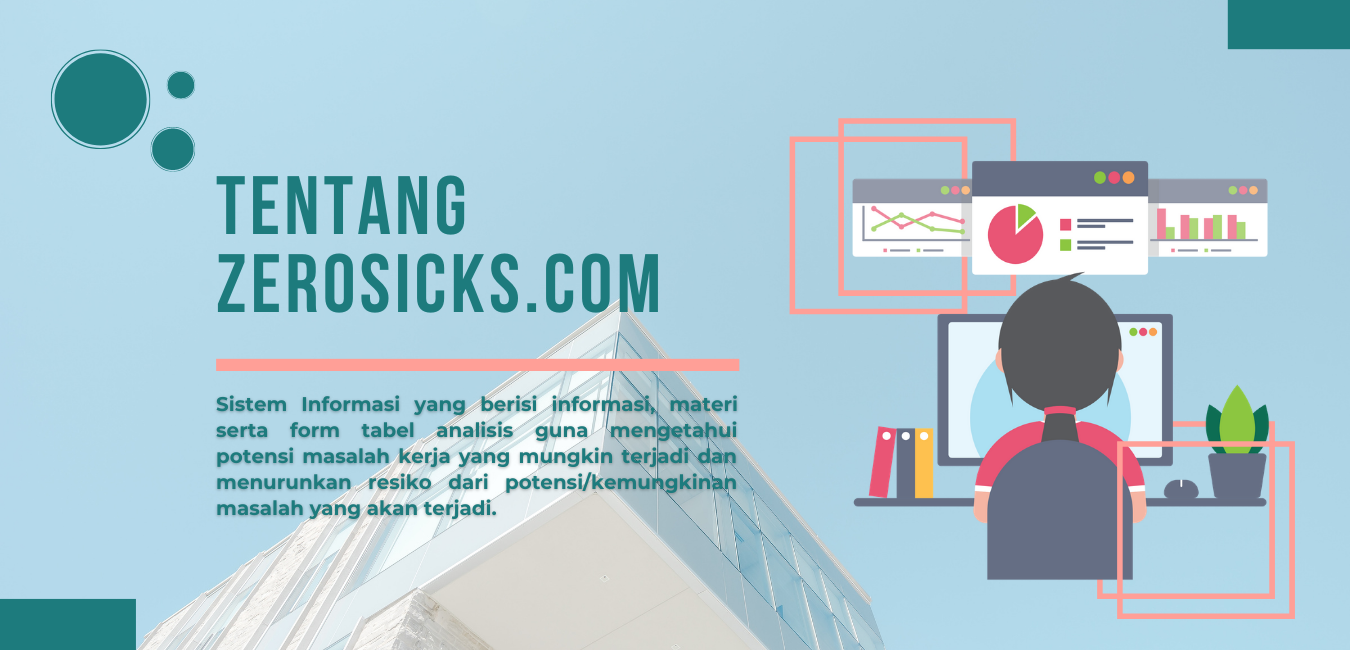 TENTANG
ZEROSICKS.COM
Sistem Informasi yang berisi informasi, materi
serta form tabel analisis guna mengetahui
potensi masalah kerja yang mungkin terjadi dan
menurunkan resiko dari potensi/kemungkinan
masalah yang akan terjadi.